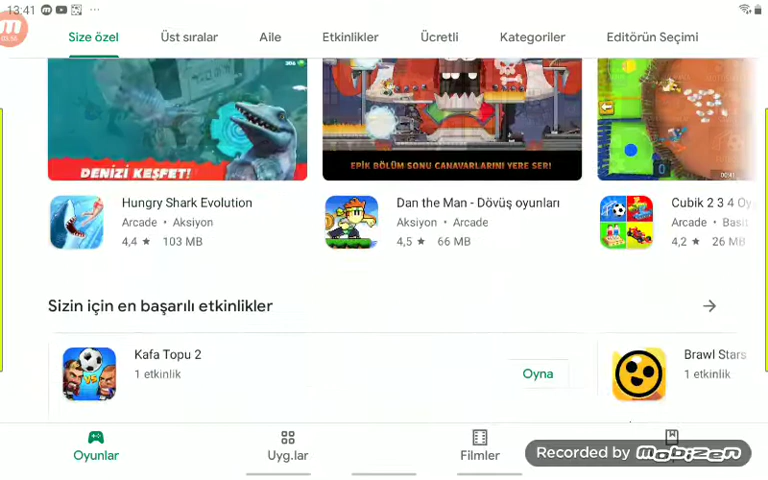 13:41
Size özel Üst sıralar Aile Etkinlikler Ücretli Kategoriler Editörün Seçimi
DENİZİ KEŞFET!
EPİK BÖLÜM SONU CANAVARLARINI YERE SER!
Hungry Shark Evolution
Arcade • Aksiyon
4,4 ★ 103 MB
Dan the Man - Dövüş oyunları
Aksiyon • Arcade
4,5 ★ 66 MB
Cubik 2 3 4 Oy
Arcade • Basit
4,2 ★ 26 MB
Sizin için en başarılı etkinlikler →
Kafa Topu 2
1 etkinlik
Oyna
Brawl Stars
1 etkinlik
Oyunlar Uyg.lar Filmler
Recorded by mobizen